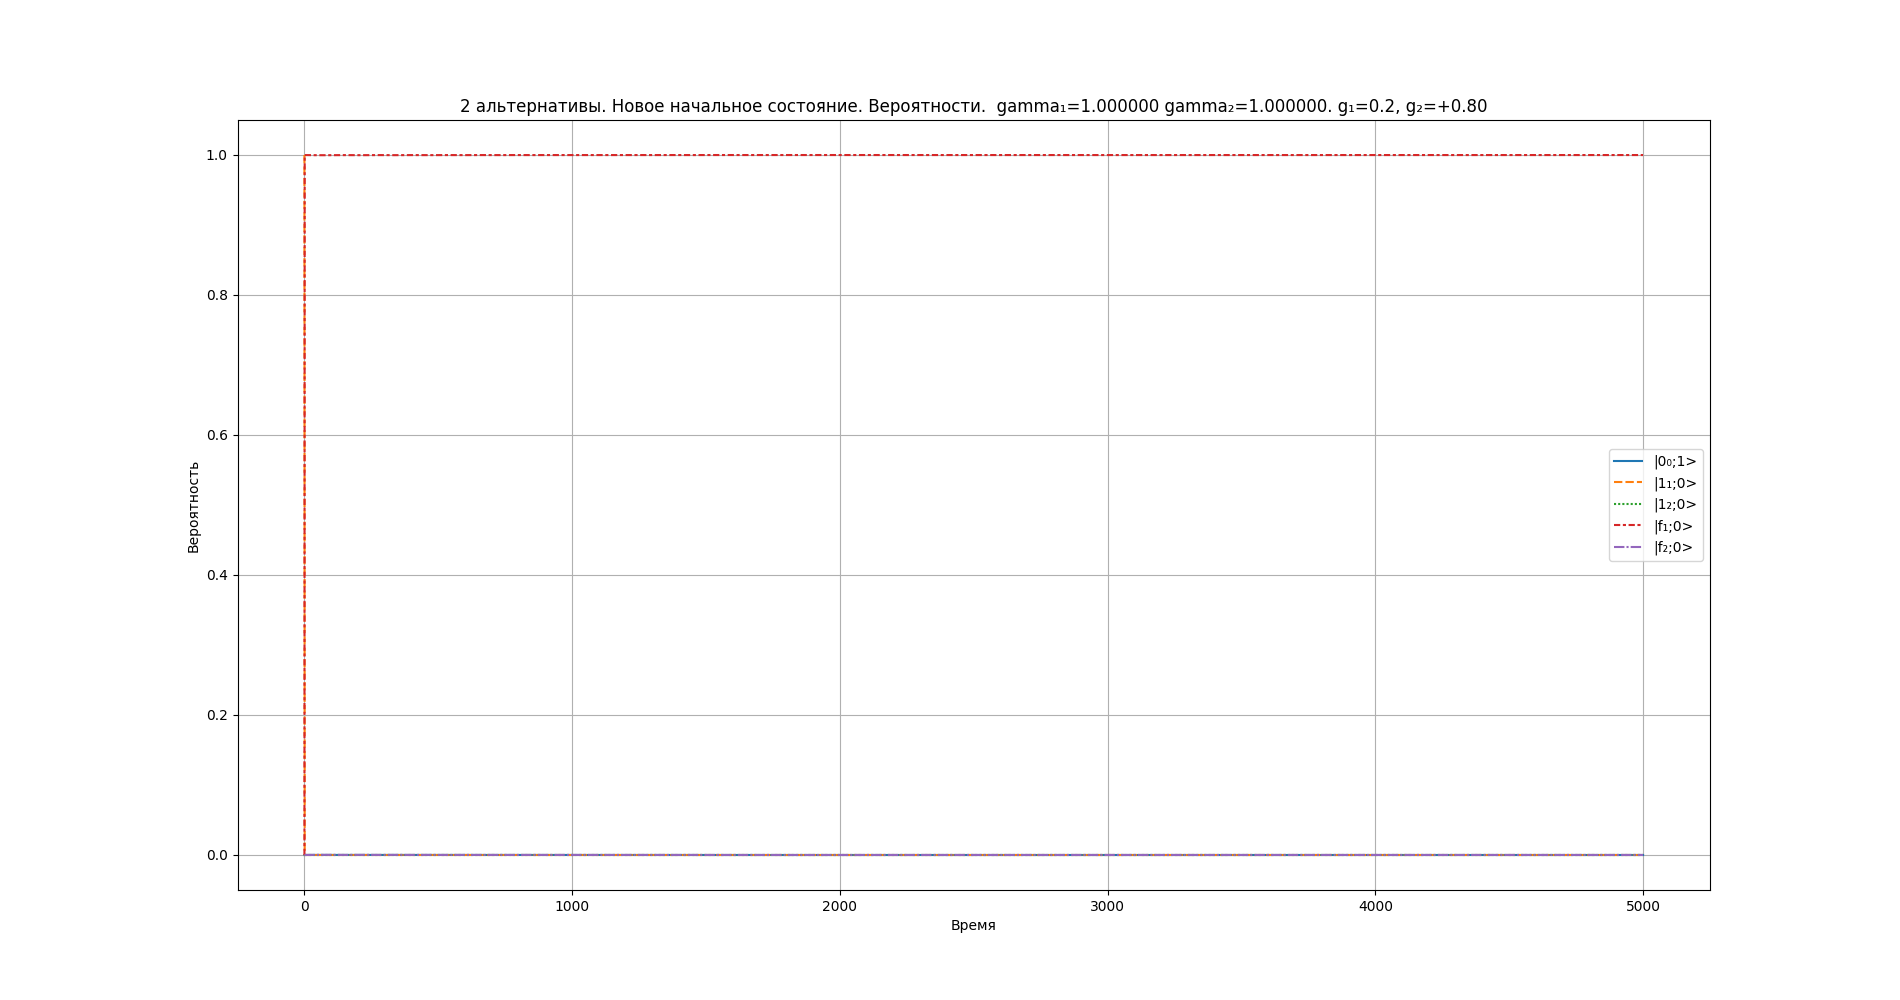 2 альтернативы. Новое начальное состояние. Вероятности.  gamma₁=1.000000 gamma₂=1.000000. g₁=0.2, g₂=+0.80
1.0
0.8
0.6
0.4
0.2
0.0
Вероятность
|0₀;1>
|1₁;0>
|1₂;0>
|f₁;0>
|f₂;0>
0 1000 2000 3000 4000 5000
Время